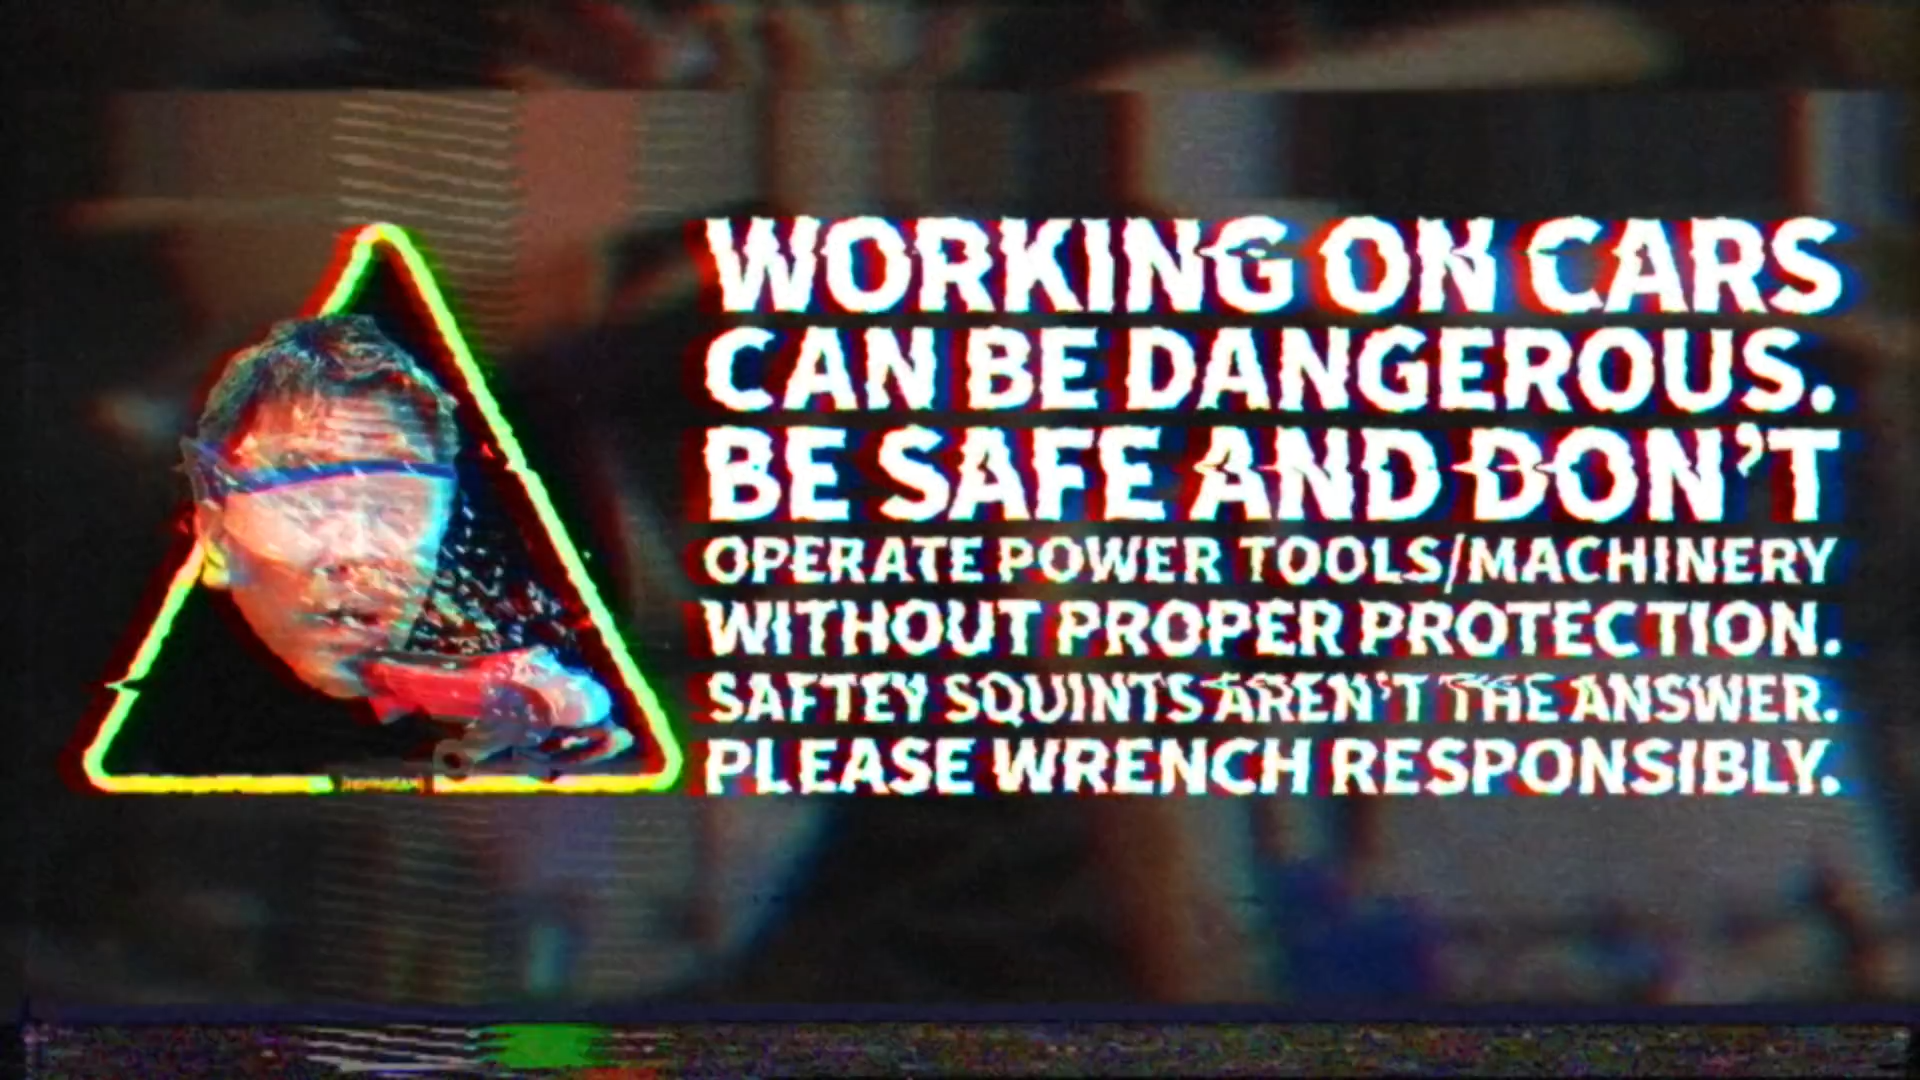 WORKING ON CARS
CAN BE DANGEROUS.
BE SAFE AND DON'T
OPERATE POWER TOOLS/MACHINERY
WITHOUT PROPER PROTECTION.
SAFTEY SQUINTS AREN'T THE ANSWER.
PLEASE WRENCH RESPONSIBLY.